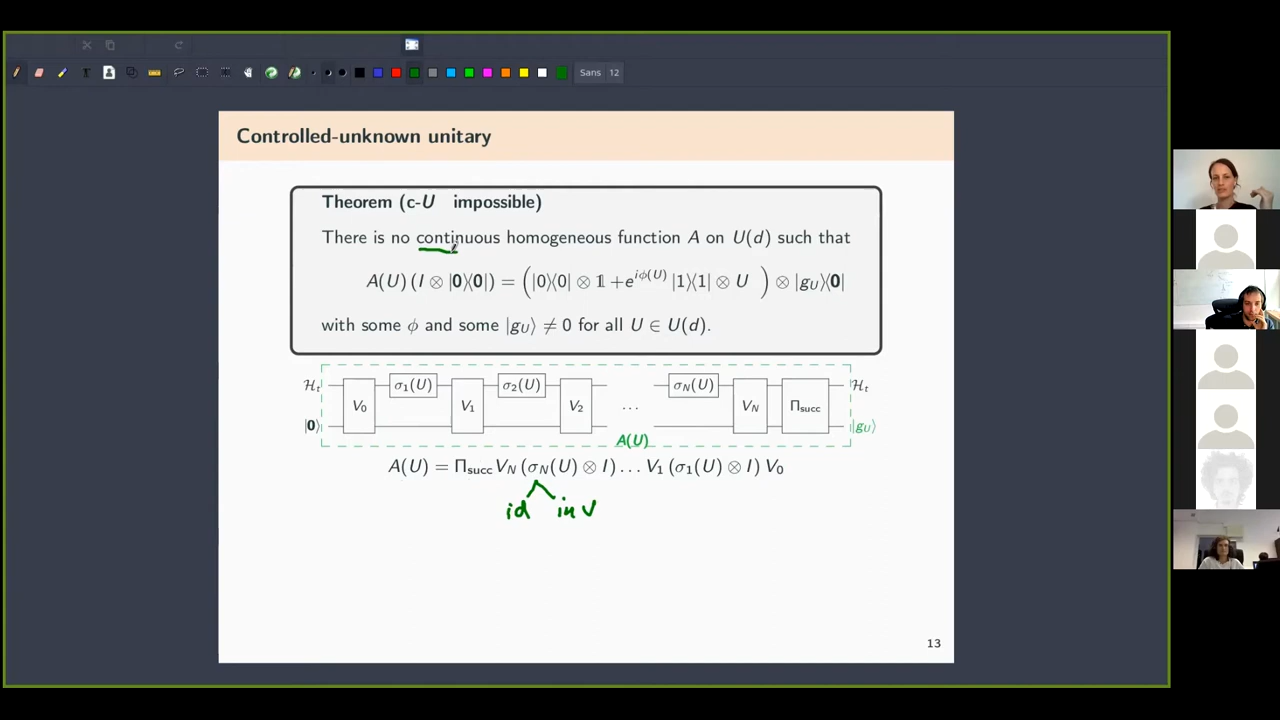 Sans 12
Controlled-unknown unitary
Theorem (c-U impossible)
There is no continuous homogeneous function A on U(d) such that
A(U) (I ⊗ |0⟩⟨0|) = (|0⟩⟨0| ⊗ 𝟙 + e^{iϕ(U)} |1⟩⟨1| ⊗ U ) ⊗ |g_U⟩⟨0|
with some ϕ and some |g_U⟩ ≠ 0 for all U ∈ U(d).
ℋ_t V_0 σ_1(U) V_1 σ_2(U) V_2 ... σ_N(U) V_N Π_succ ℋ_t
|0⟩ A(U) |g_U⟩
A(U) = Π_succ V_N (σ_N(U) ⊗ I) ... V_1 (σ_1(U) ⊗ I) V_0
id inv
13